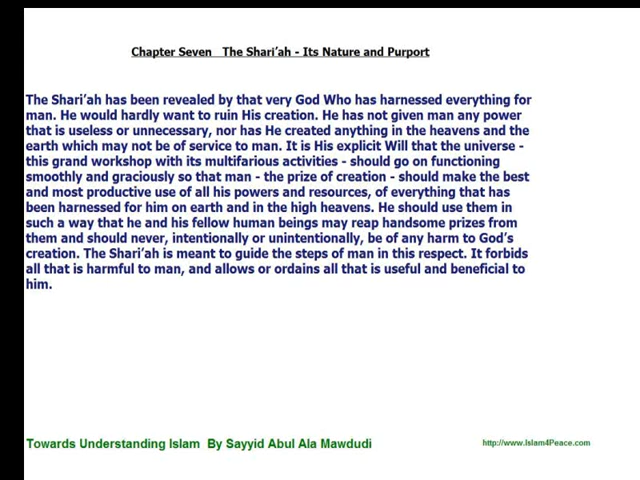 Chapter Seven   The Shari’ah - Its Nature and Purport
The Shari’ah has been revealed by that very God Who has harnessed everything for
man. He would hardly want to ruin His creation. He has not given man any power
that is useless or unnecessary, nor has He created anything in the heavens and the
earth which may not be of service to man. It is His explicit Will that the universe -
this grand workshop with its multifarious activities - should go on functioning
smoothly and graciously so that man - the prize of creation - should make the best
and most productive use of all his powers and resources, of everything that has
been harnessed for him on earth and in the high heavens. He should use them in
such a way that he and his fellow human beings may reap handsome prizes from
them and should never, intentionally or unintentionally, be of any harm to God’s
creation. The Shari’ah is meant to guide the steps of man in this respect. It forbids
all that is harmful to man, and allows or ordains all that is useful and beneficial to
him.
Towards Understanding Islam  By Sayyid Abul Ala Mawdudi
http://www.Islam4Peace.com